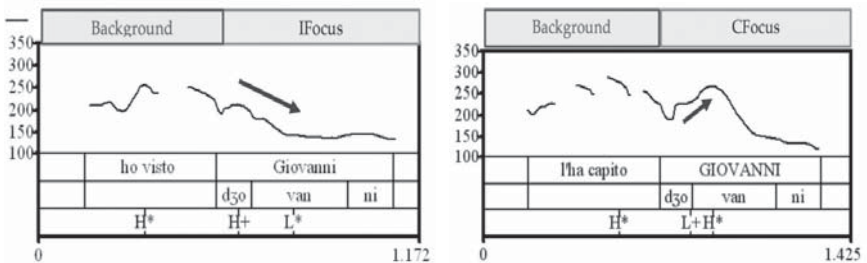 Background IFocus
350
300
250
200
150
100
ho visto Giovanni
dʒo van ni
H* H+ L*
0 1.172
Background CFocus
350
300
250
200
150
100
l'ha capito GIOVANNI
dʒo van ni
H* L+H*
0 1.425